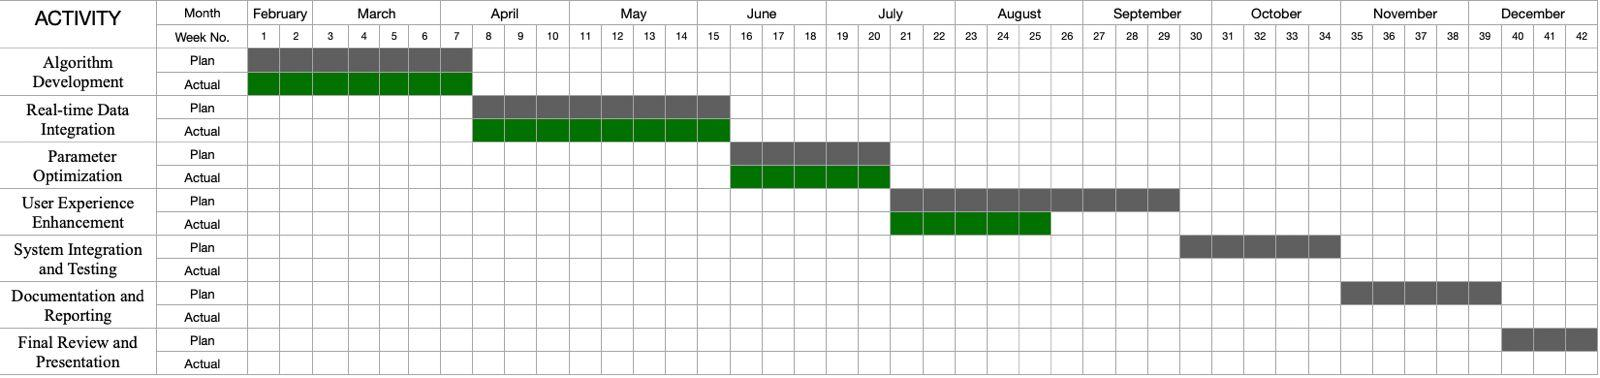 ACTIVITY Month February March April May June July August September October November December
Week No. 1 2 3 4 5 6 7 8 9 10 11 12 13 14 15 16 17 18 19 20 21 22 23 24 25 26 27 28 29 30 31 32 33 34 35 36 37 38 39 40 41 42
Algorithm
Development
Plan
Actual
Real-time Data
Integration
Plan
Actual
Parameter
Optimization
Plan
Actual
User Experience
Enhancement
Plan
Actual
System Integration
and Testing
Plan
Actual
Documentation and
Reporting
Plan
Actual
Final Review and
Presentation
Plan
Actual